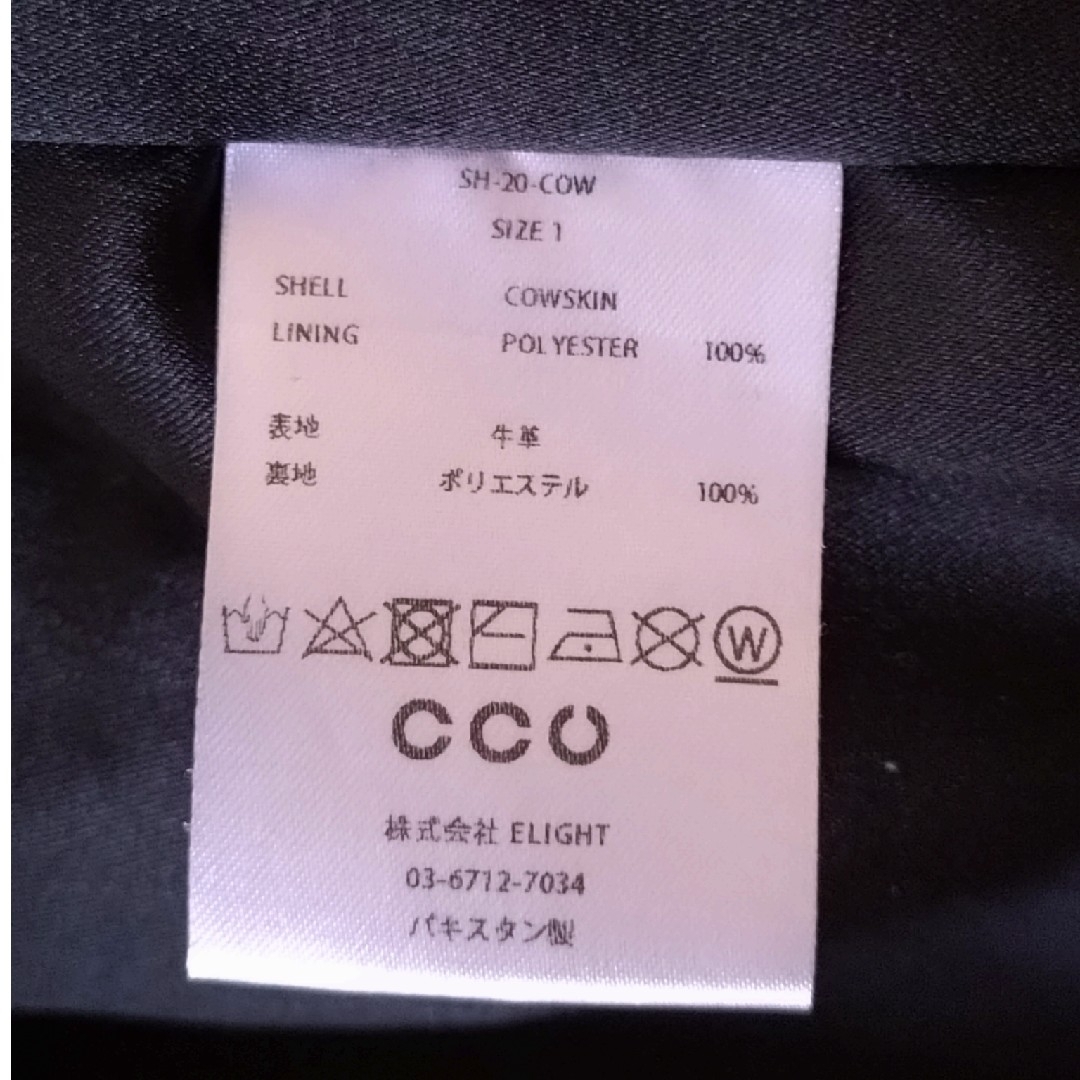 SH-20-COW
SIZE 1
SHELL COWSKIN
LINING POLYESTER 100%
表地 牛革
裏地 ポリエステル 100%
W
CCU
株式会社 ELIGHT
03-6712-7034
パキスタン製